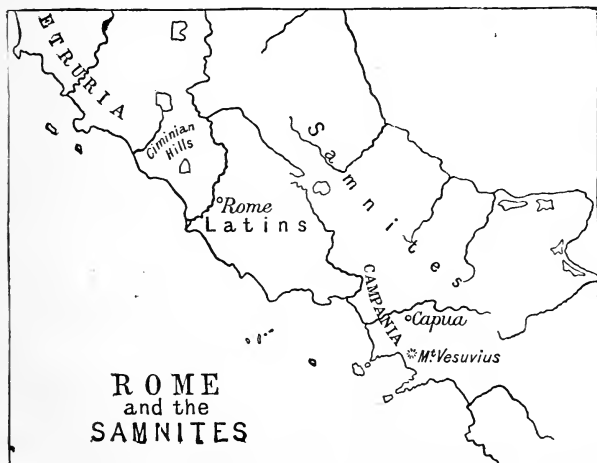 ETRURIA
Ciminian
Hills
Rome
Latins
Samnites
CAMPANIA
Capua
Mt. Vesuvius
ROME
and the
SAMNITES